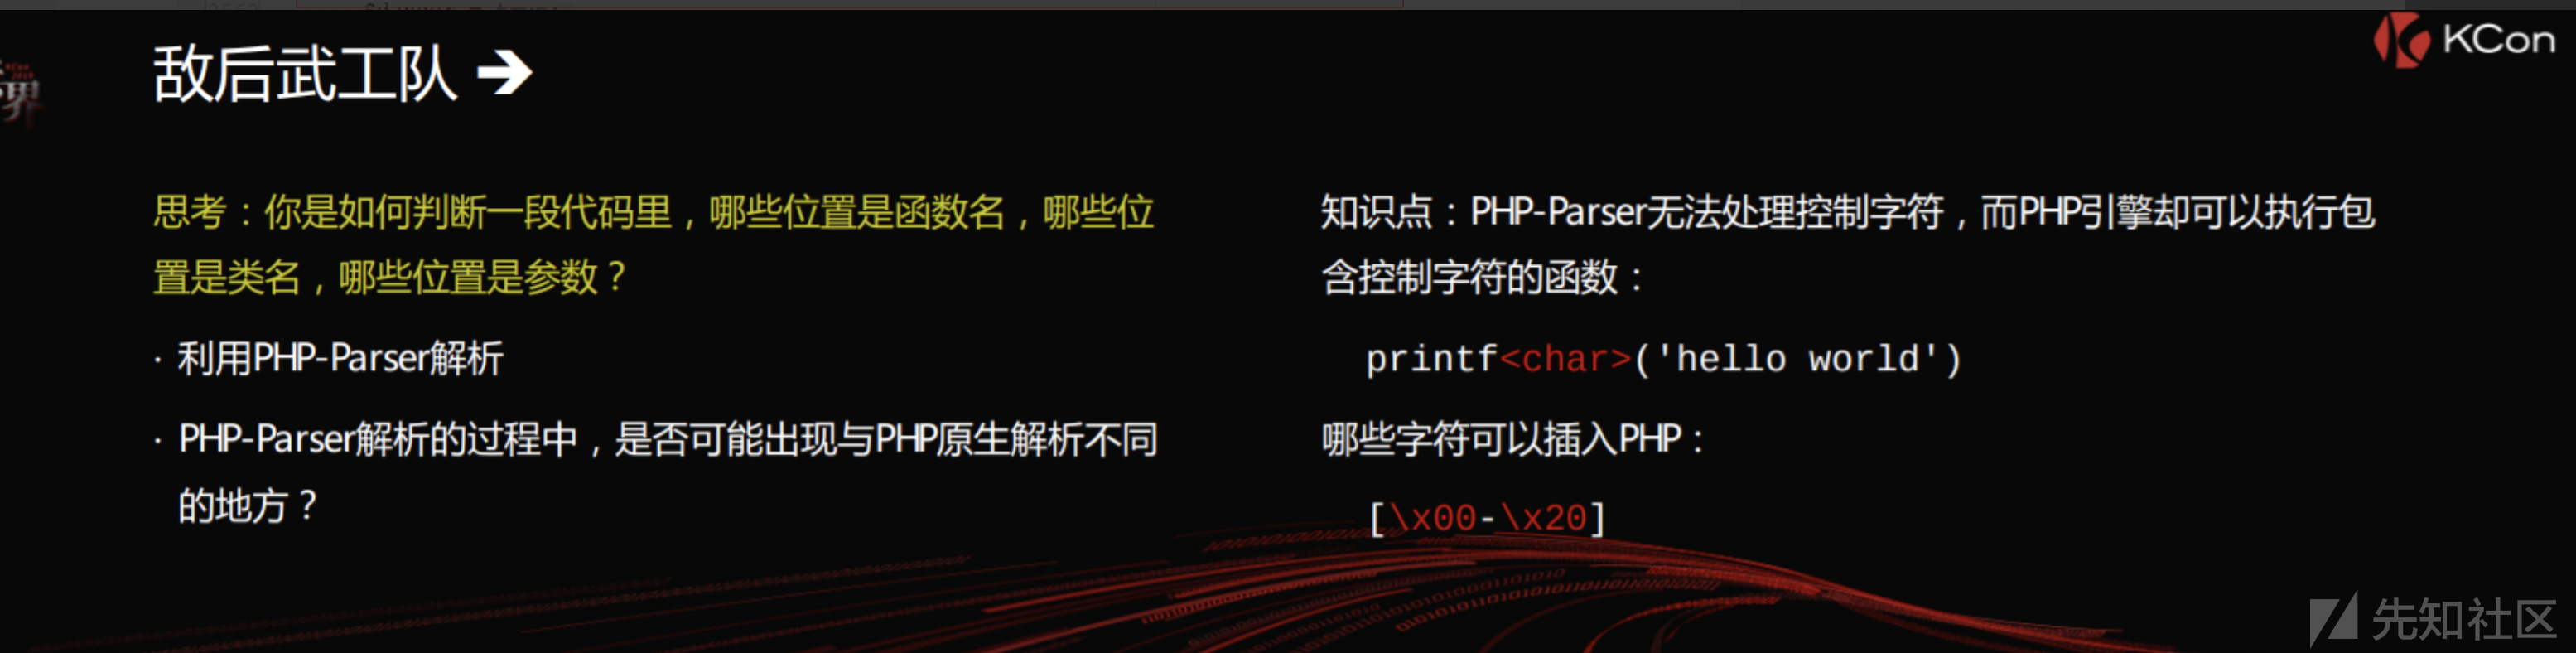 敌后武工队 ➔
KCon
界
思考：你是如何判断一段代码里，哪些位置是函数名，哪些位
置是类名，哪些位置是参数？
· 利用PHP-Parser解析
· PHP-Parser解析的过程中，是否可能出现与PHP原生解析不同
的地方？
知识点：PHP-Parser无法处理控制字符，而PHP引擎却可以执行包
含控制字符的函数：
printf<char>('hello world')
哪些字符可以插入PHP：
[\x00-\x20]
先知社区